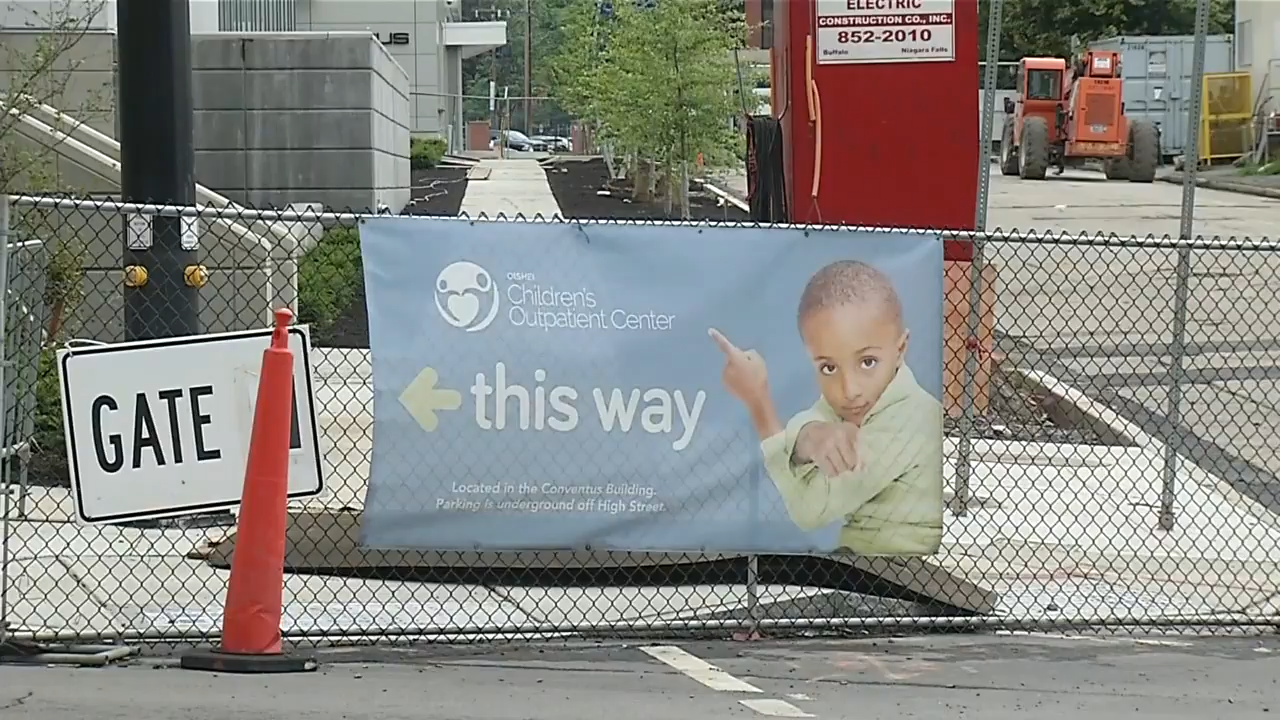 US
ELECTRIC
CONSTRUCTION CO., INC.
852-2010
Buffalo Niagara Falls
OISHEI
Children's
Outpatient Center
this way
GATE
Located in the Conventus Building.
Parking is underground off High Street.